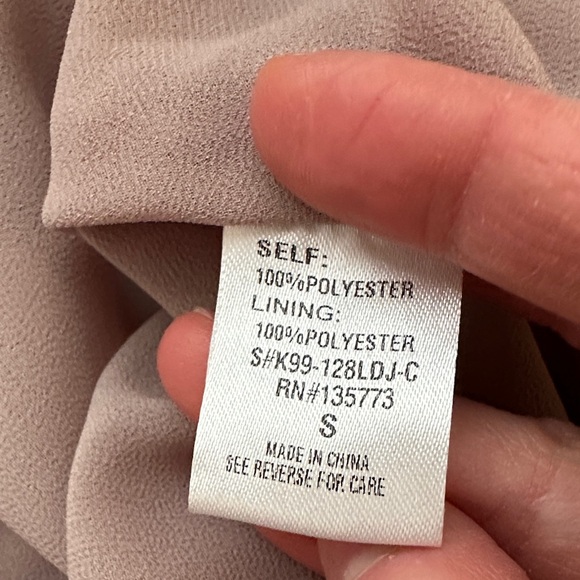 SELF:
100%POLYESTER
LINING:
100%POLYESTER
S#K99-128LDJ-C
RN#135773
S
MADE IN CHINA
SEE REVERSE FOR CARE